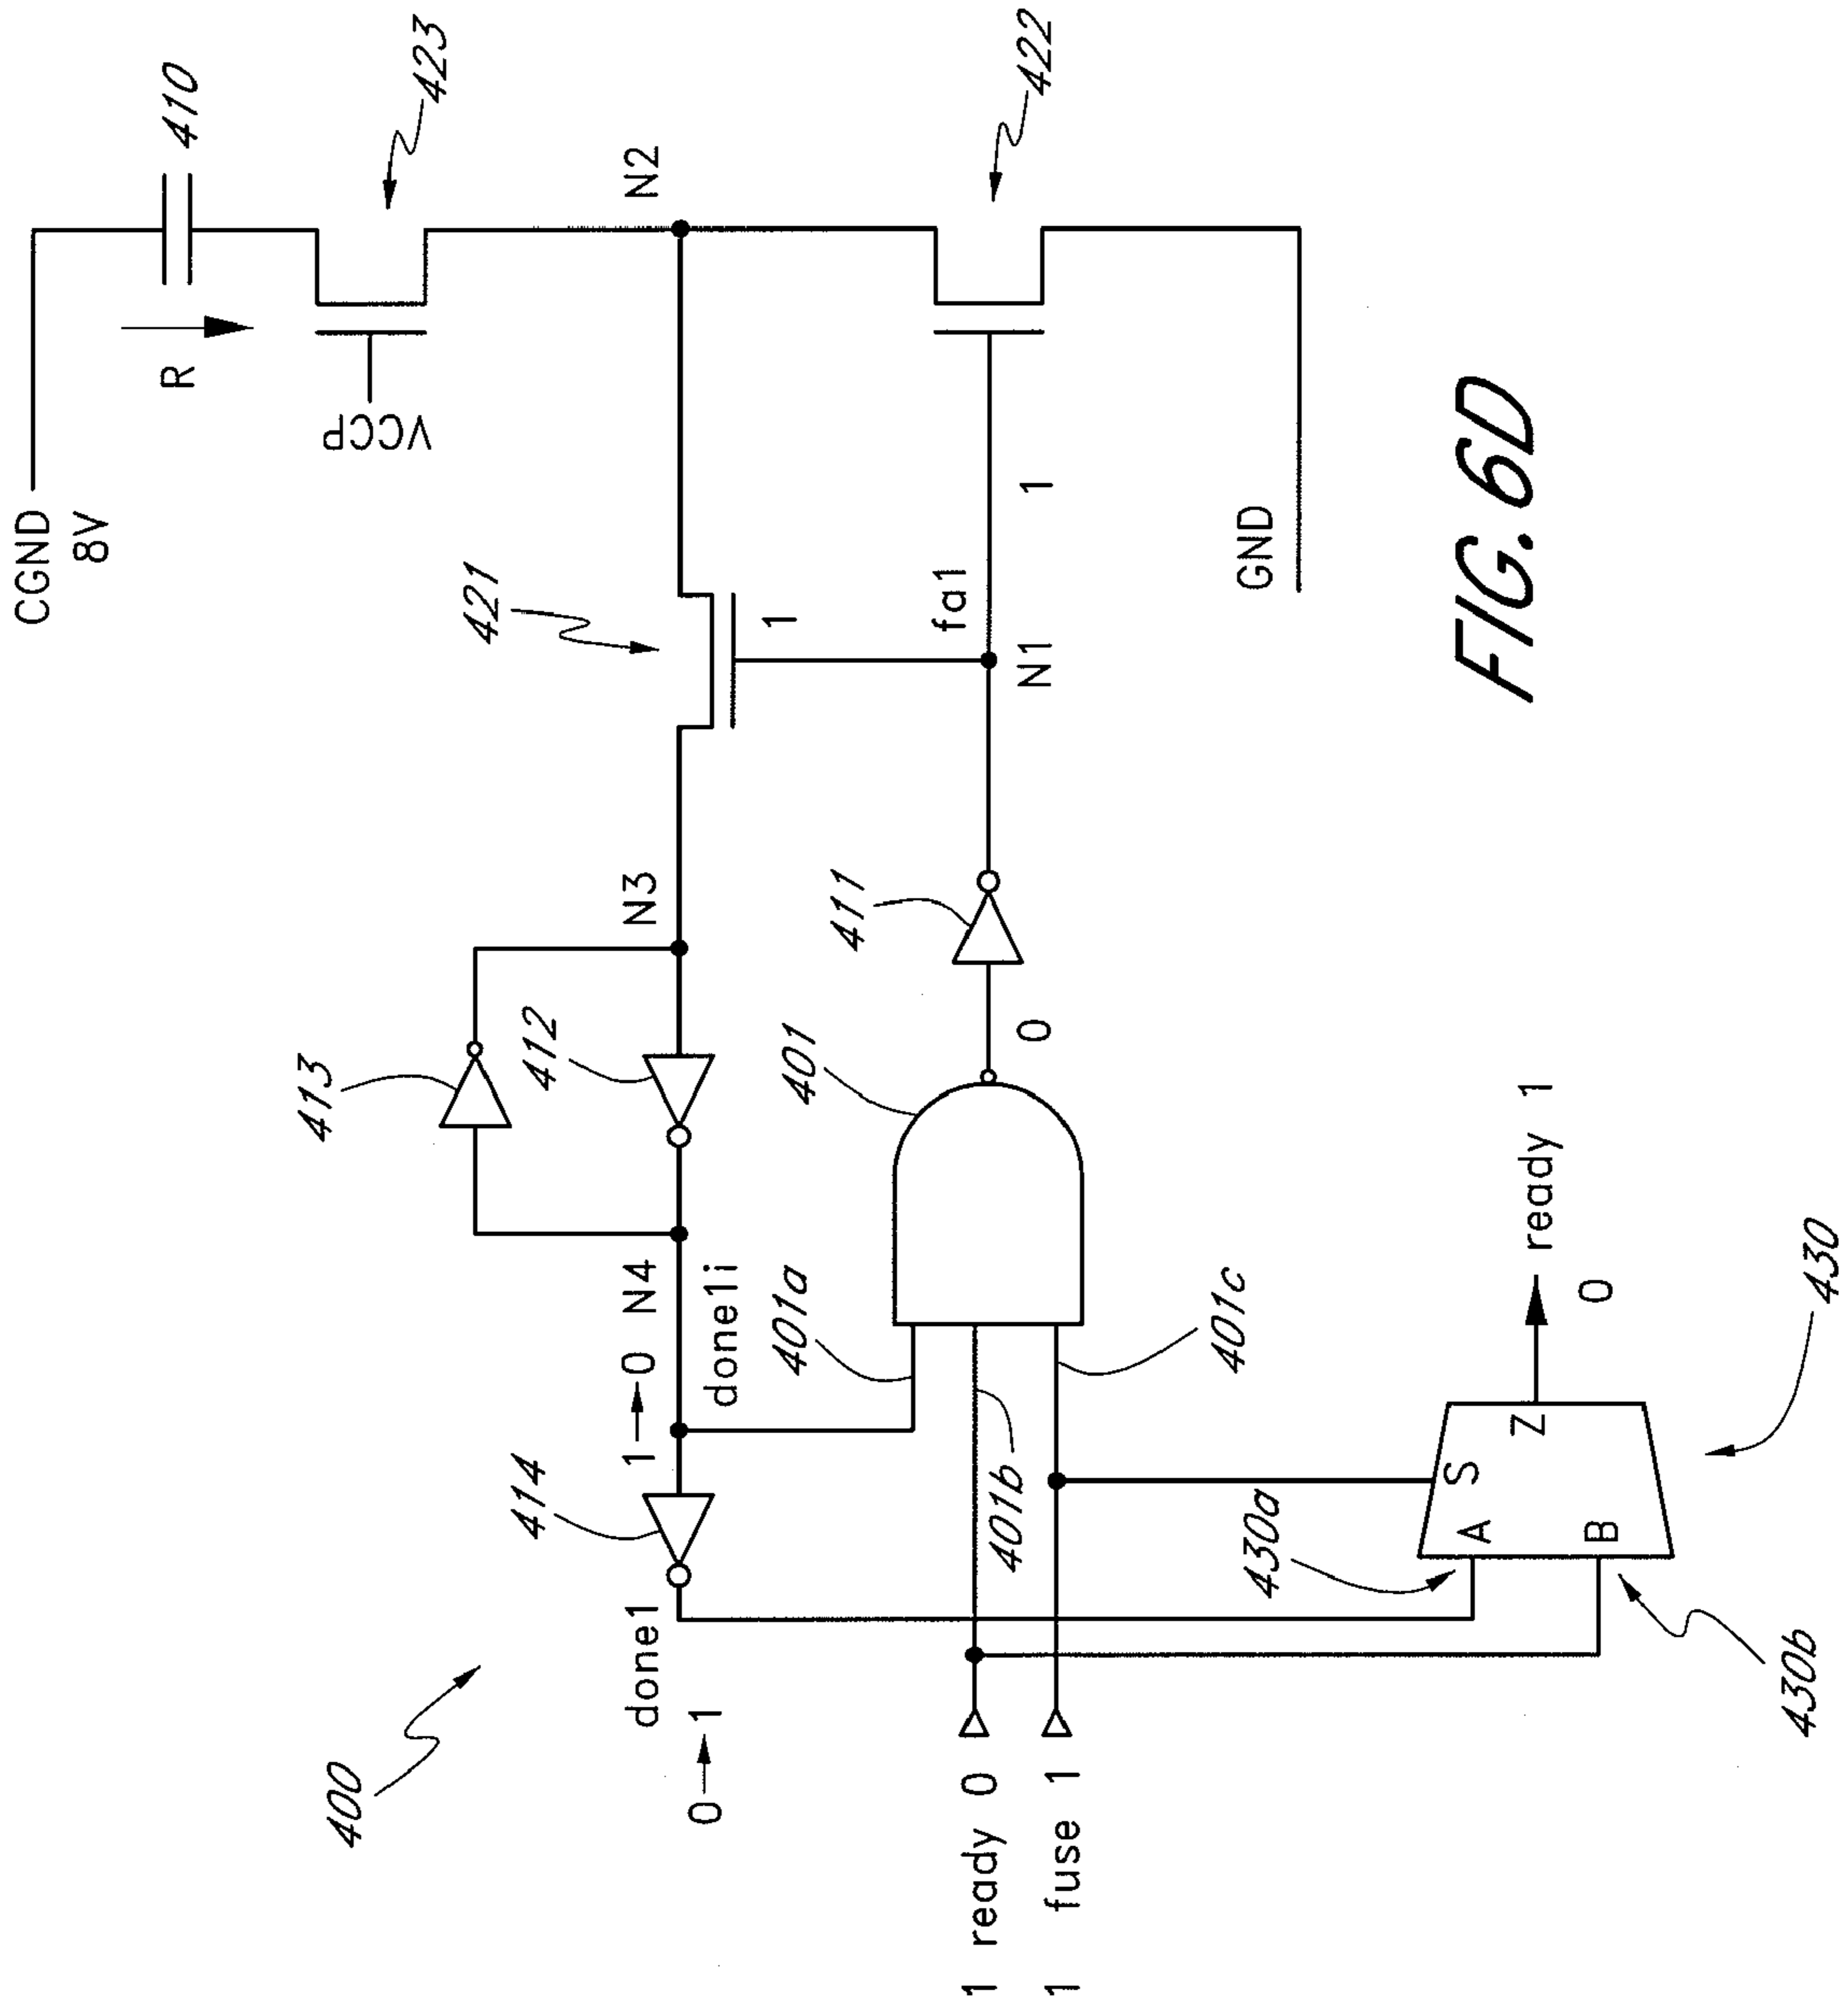 CGND
8V
410
R
423
VCCP
N2
421
1
fa1
N1
1
422
GND
N3
413
412
411
401
0
1→0 N4
done1i
414
401a
401b
401c
400
done1
0→1
1 ready 0
1 fuse 1
430a
A
S
B
Z
430b
430
ready 1
0
FIG. 6D